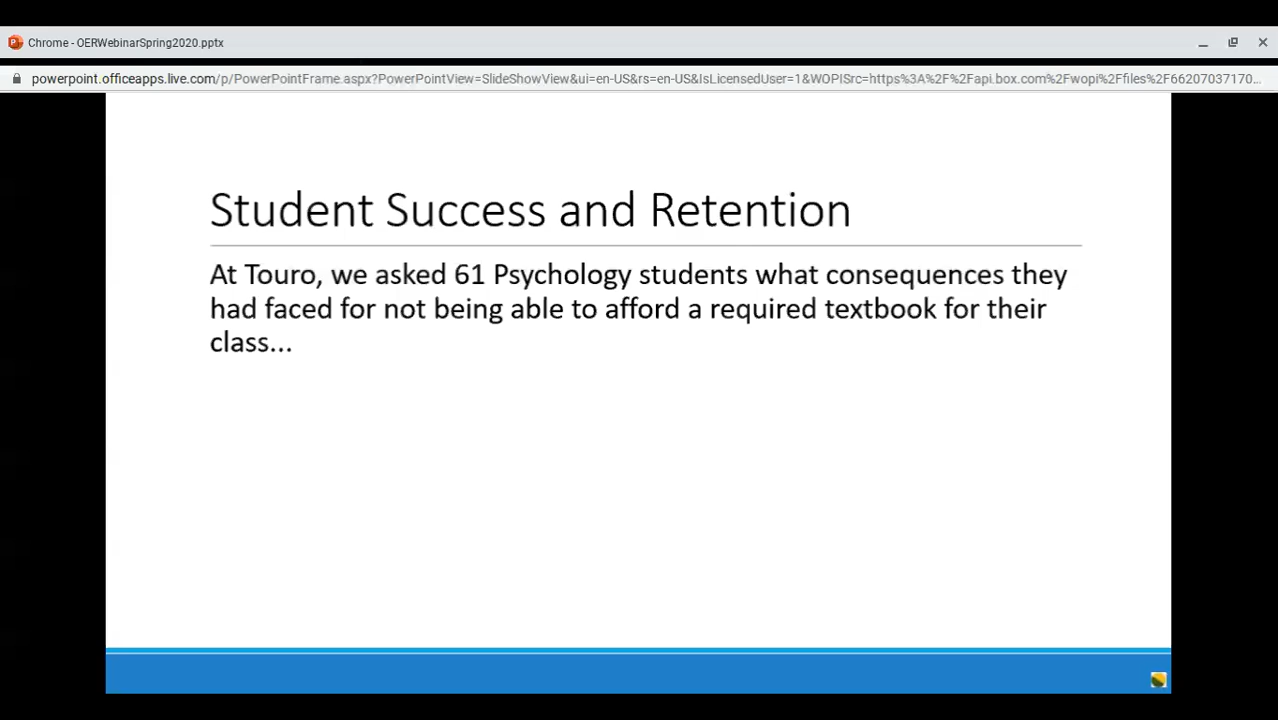 Chrome - OERWebinarSpring2020.pptx
powerpoint.officeapps.live.com/p/PowerPointFrame.aspx?PowerPointView=SlideShowView&ui=en-US&rs=en-US&IsLicensedUser=1&WOPISrc=https%3A%2F%2Fapi.box.com%2Fwopi%2Ffiles%2F66207037170...
Student Success and Retention
At Touro, we asked 61 Psychology students what consequences they
had faced for not being able to afford a required textbook for their
class...